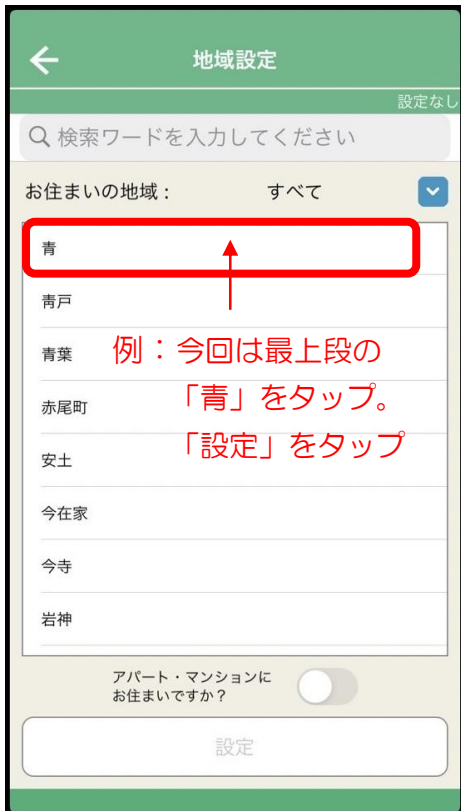 地域設定
設定なし
検索ワードを入力してください
お住まいの地域： すべて
青
青戸
青葉
例：今回は最上段の
赤尾町
「青」をタップ。
「設定」をタップ
安土
今在家
今寺
岩神
アパート・マンションに
お住まいですか？
設定